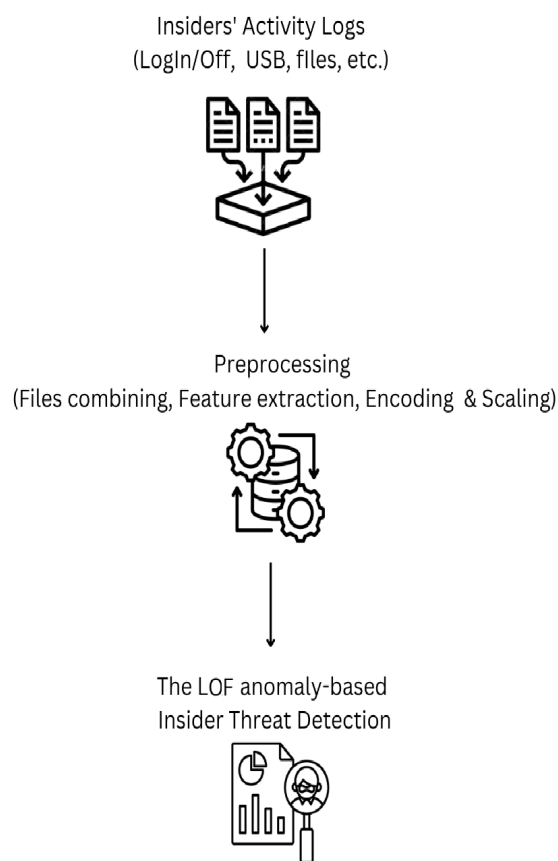 Insiders' Activity Logs
(LogIn/Off, USB, fIles, etc.)
Preprocessing
(Files combining, Feature extraction, Encoding & Scaling)
The LOF anomaly-based
Insider Threat Detection